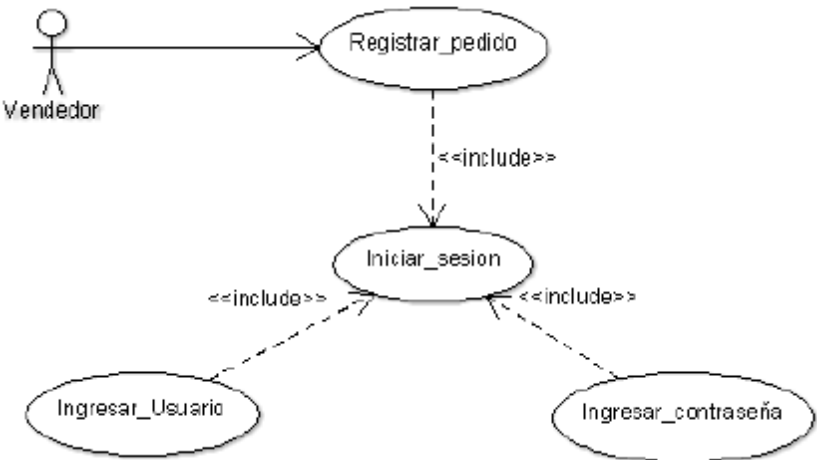 Registrar_pedido
Vendedor
<<include>>
Iniciar_sesion
<<include>>
<<include>>
Ingresar_Usuario
Ingresar_contraseña